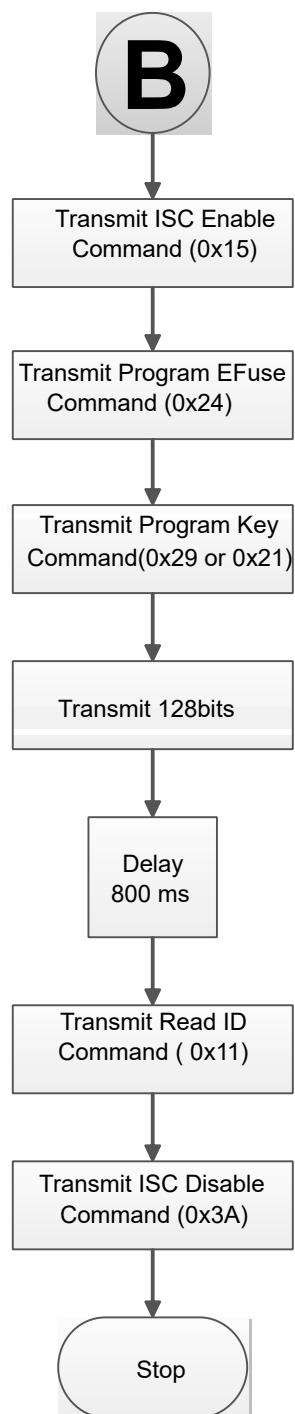 B
Transmit ISC Enable
Command (0x15)
Transmit Program EFuse
Command (0x24)
Transmit Program Key
Command(0x29 or 0x21)
Transmit 128bits
Delay
800 ms
Transmit Read ID
Command ( 0x11)
Transmit ISC Disable
Command (0x3A)
Stop